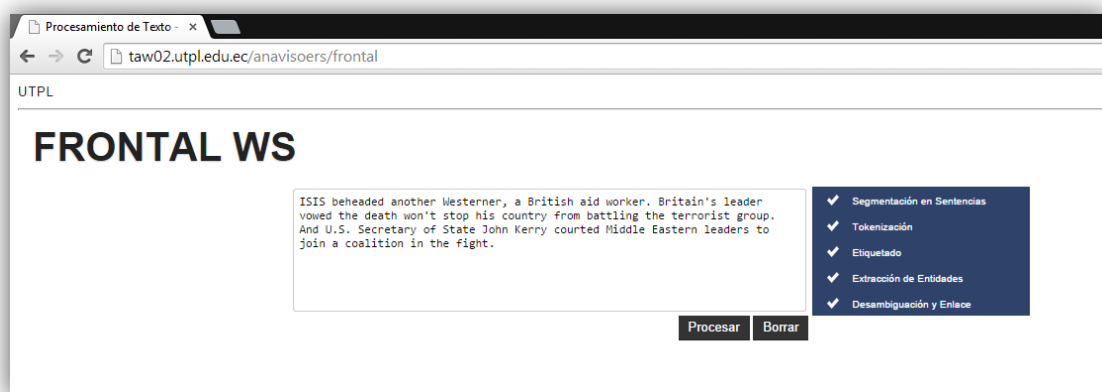 Procesamiento de Texto - ×
taw02.utpl.edu.ec/anavisoers/frontal
UTPL
FRONTAL WS
ISIS beheaded another Westerner, a British aid worker. Britain's leader
vowed the death won't stop his country from battling the terrorist group.
And U.S. Secretary of State John Kerry courted Middle Eastern leaders to
join a coalition in the fight.
Segmentación en Sentencias
Tokenización
Etiquetado
Extracción de Entidades
Desambiguación y Enlace
Procesar Borrar